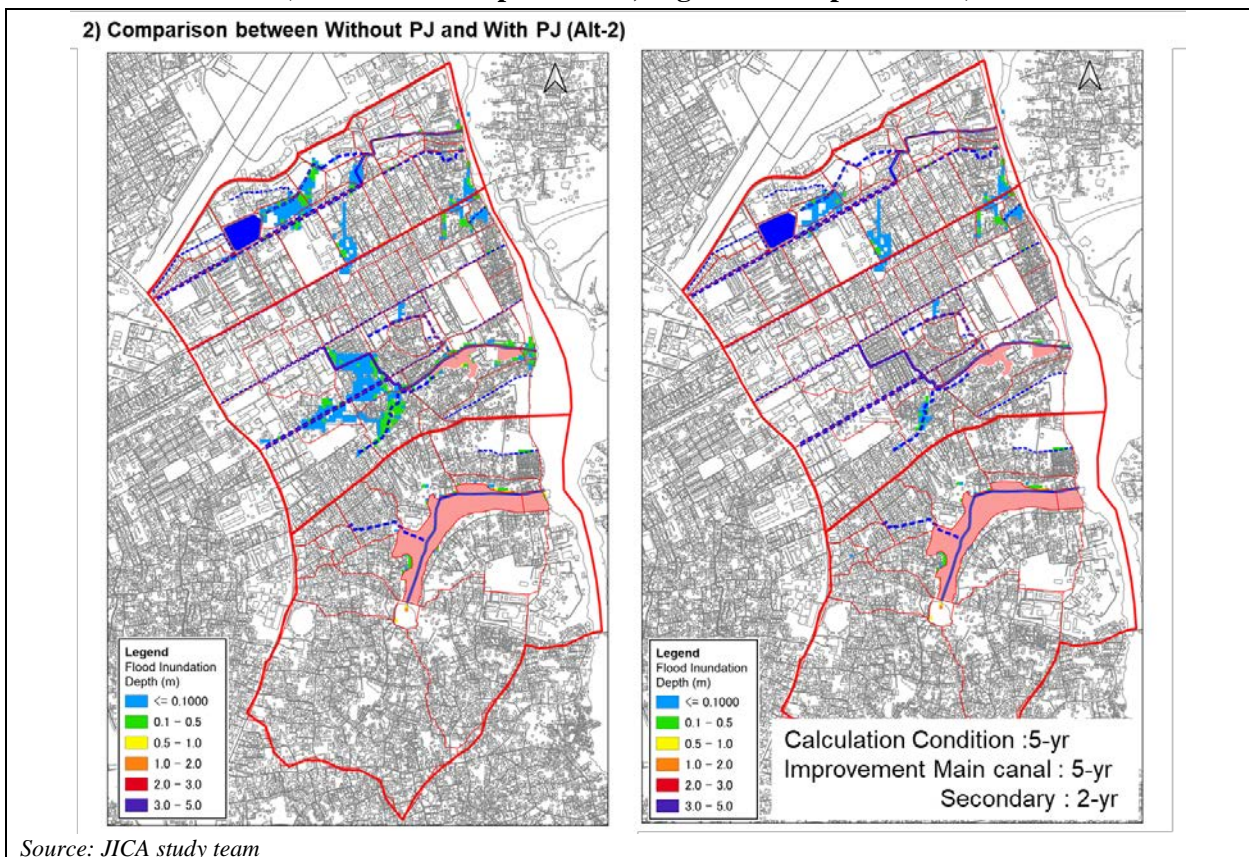 2) Comparison between Without PJ and With PJ (Alt-2)
Legend
Flood Inundation
Depth (m)
<= 0.1000
0.1 - 0.5
0.5 - 1.0
1.0 - 2.0
2.0 - 3.0
3.0 - 5.0
Legend
Flood Inundation
Depth (m)
<= 0.1000
0.1 - 0.5
0.5 - 1.0
1.0 - 2.0
2.0 - 3.0
3.0 - 5.0
Calculation Condition :5-yr
Improvement Main canal : 5-yr
Secondary : 2-yr
Source: JICA study team